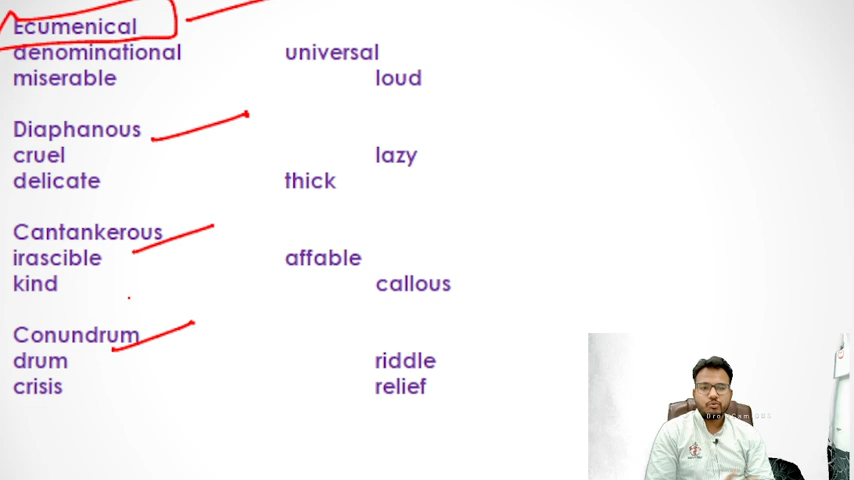 Ecumenical
denominational universal
miserable loud
Diaphanous
cruel lazy
delicate thick
Cantankerous
irascible affable
kind callous
Conundrum
drum riddle
crisis relief